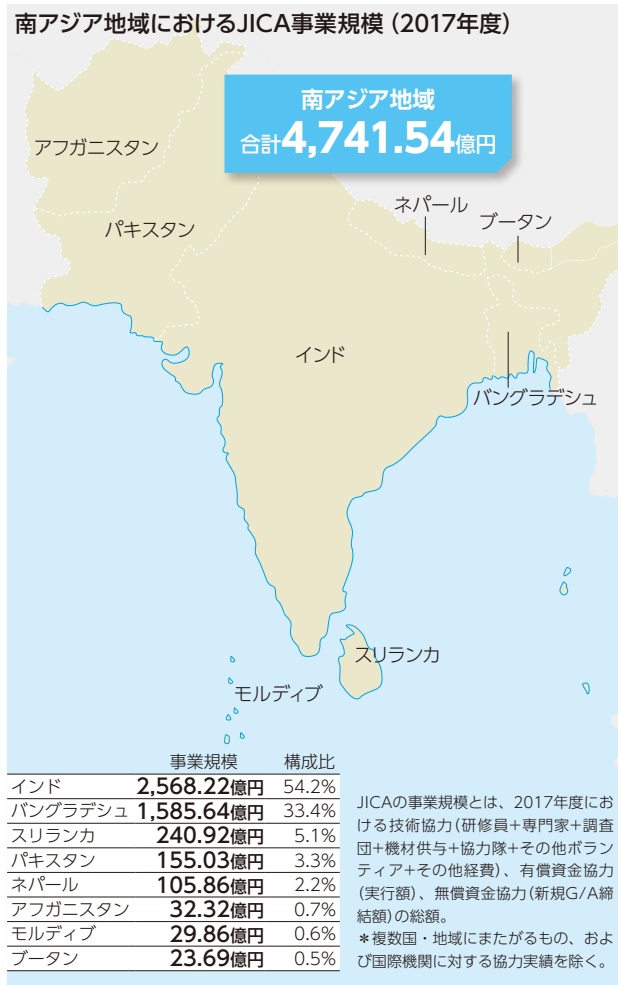 南アジア地域におけるJICA事業規模（2017年度）
南アジア地域
合計4,741.54億円
アフガニスタン
ネパール
ブータン
パキスタン
インド
バングラデシュ
スリランカ
モルディブ
事業規模 構成比
インド 2,568.22億円 54.2%
バングラデシュ 1,585.64億円 33.4%
スリランカ 240.92億円 5.1%
パキスタン 155.03億円 3.3%
ネパール 105.86億円 2.2%
アフガニスタン 32.32億円 0.7%
モルディブ 29.86億円 0.6%
ブータン 23.69億円 0.5%
JICAの事業規模とは、2017年度にお
ける技術協力（研修員＋専門家＋調査
団＋機材供与＋協力隊＋その他ボラン
ティア＋その他経費）、有償資金協力
（実行額）、無償資金協力（新規G/A締
結額）の総額。
＊複数国・地域にまたがるもの、およ
び国際機関に対する協力実績を除く。